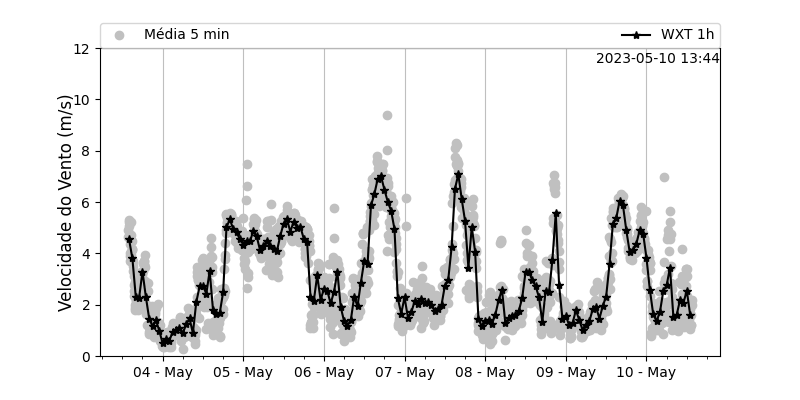 Média 5 min
WXT 1h
2023-05-10 13:44
Velocidade do Vento (m/s)
12
10
8
6
4
2
0
04 - May
05 - May
06 - May
07 - May
08 - May
09 - May
10 - May